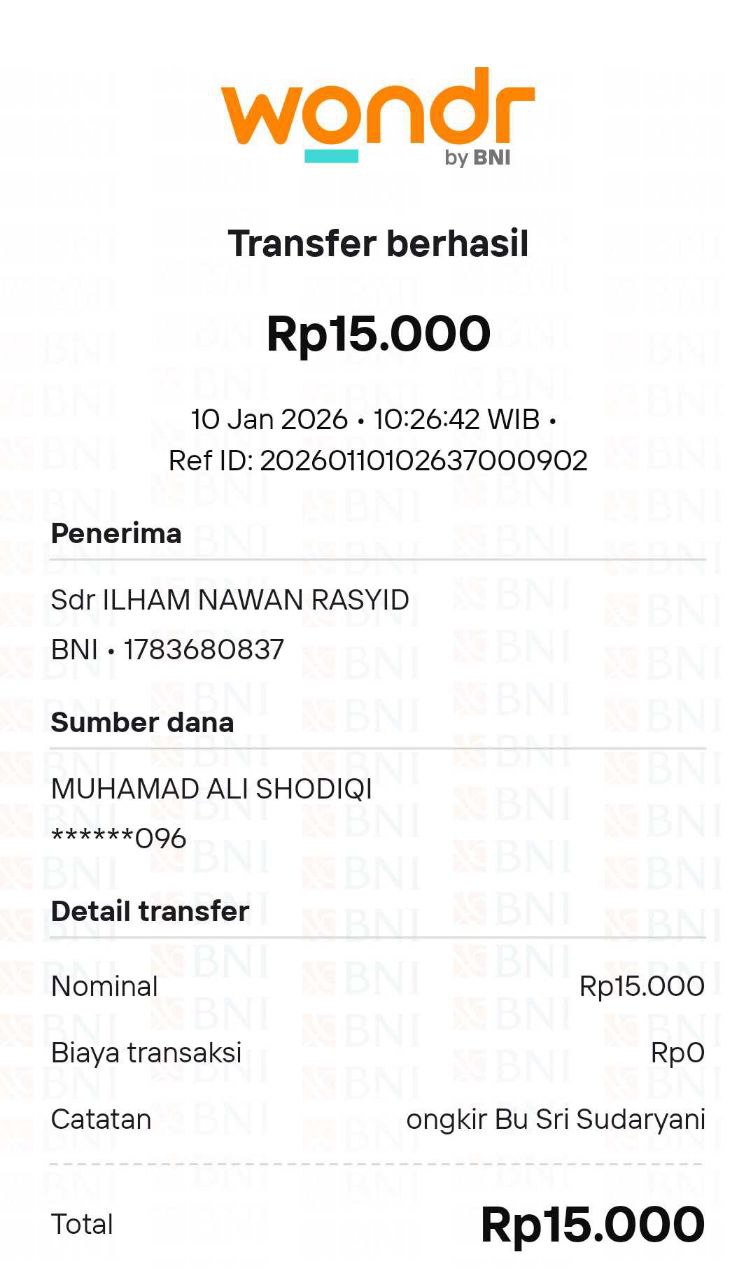 wondr
by BNI
Transfer berhasil
Rp15.000
10 Jan 2026 • 10:26:42 WIB •
Ref ID: 20260110102637000902
Penerima
Sdr ILHAM NAWAN RASYID
BNI • 1783680837
Sumber dana
MUHAMAD ALI SHODIQI
******096
Detail transfer
Nominal Rp15.000
Biaya transaksi Rp0
Catatan ongkir Bu Sri Sudaryani
Total Rp15.000